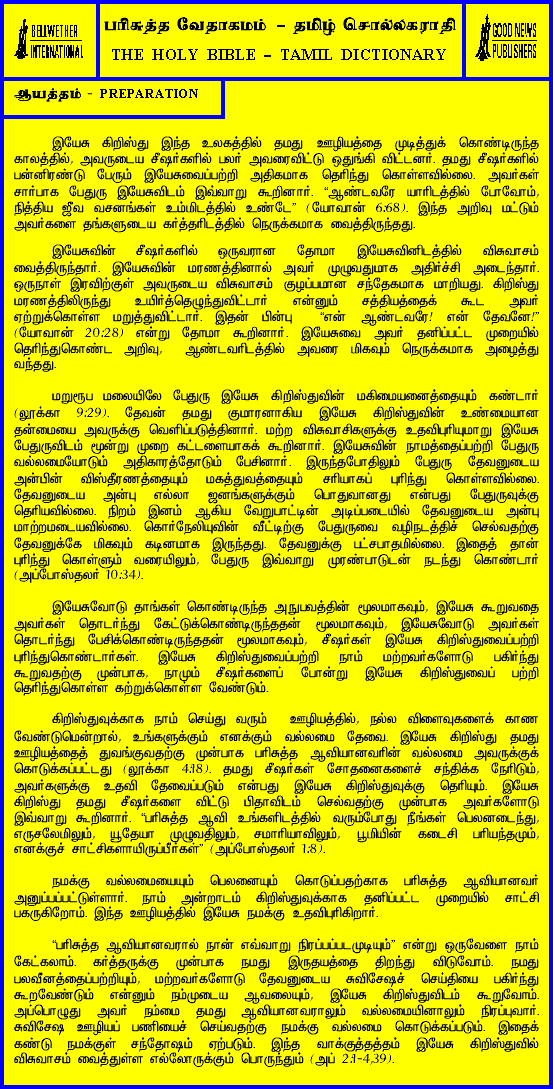 BELLWETHER
INTERNATIONAL
பரிசுத்த வேதாகமம் – தமிழ் சொல்லகராதி
THE HOLY BIBLE – TAMIL DICTIONARY
GOOD NEWS
PUBLISHERS
ஆயத்தம் - PREPARATION
இயேசு கிறிஸ்து இந்த உலகத்தில் தமது ஊழியத்தை முடித்துக் கொண்டிருந்த
காலத்தில், அவருடைய சீஷர்களில் பலர் அவரைவிட்டு ஒதுங்கி விட்டனர். தமது சீஷர்களில்
பன்னிரண்டு பேரும் இயேசுவைப்பற்றி அதிகமாக தெரிந்து கொள்ளவில்லை. அவர்கள்
சார்பாக பேதுரு இயேசுவிடம் இவ்வாறு கூறினார். “ஆண்டவரே யாரிடத்தில் போவோம்,
நித்திய ஜீவ வசனங்கள் உம்மிடத்தில் உண்டே” (யோவான் 6:68). இந்த அறிவு மட்டும்
அவர்களை தங்களுடைய கர்த்தரிடத்தில் நெருக்கமாக வைத்திருந்தது.
இயேசுவின் சீஷர்களில் ஒருவரான தோமா இயேசுவினிடத்தில் விசுவாசம்
வைத்திருந்தார். இயேசுவின் மரணத்தினால் அவர் முழுவதுமாக அதிர்ச்சி அடைந்தார்.
ஒருநாள் இரவிற்குள் அவருடைய விசுவாசம் குழப்பமான சந்தேகமாக மாறியது. கிறிஸ்து
மரணத்திலிருந்து உயிர்த்தெழுந்துவிட்டார் என்னும் சத்தியத்தைக் கூட அவர்
ஏற்றுக்கொள்ள மறுத்துவிட்டார். இதன் பின்பு “என் ஆண்டவரே! என் தேவனே!”
(யோவான் 20:28) என்று தோமா கூறினார். இயேசுவை அவர் தனிப்பட்ட முறையில்
தெரிந்துகொண்ட அறிவு, ஆண்டவரிடத்தில் அவரை மிகவும் நெருக்கமாக அழைத்து
வந்தது.
மறுரூப மலையிலே பேதுரு இயேசு கிறிஸ்துவின் மகிமையனைத்தையும் கண்டார்
(லூக்கா 9:29). தேவன் தமது குமாரனாகிய இயேசு கிறிஸ்துவின் உண்மையான
தன்மையை அவருக்கு வெளிப்படுத்தினார். மற்ற விசுவாசிகளுக்கு உதவிபுரியுமாறு இயேசு
பேதுருவிடம் மூன்று முறை கட்டளையாகக் கூறினார். இயேசுவின் நாமத்தைப்பற்றி பேதுரு
வல்லமையோடும் அதிகாரத்தோடும் பேசினார். இருந்தபோதிலும் பேதுரு தேவனுடைய
அன்பின் விஸ்தீரணத்தையும் மகத்துவத்தையும் சரியாகப் புரிந்து கொள்ளவில்லை.
தேவனுடைய அன்பு எல்லா ஜனங்களுக்கும் பொதுவானது என்பது பேதுருவுக்கு
தெரியவில்லை. நிறம் இனம் ஆகிய வேறுபாட்டின் அடிப்படையில் தேவனுடைய அன்பு
மாற்றமடையவில்லை. கொர்நேலியுவின் வீட்டிற்கு பேதுருவை வழிநடத்திச் செல்வதற்கு
தேவனுக்கே மிகவும் கடினமாக இருந்தது. தேவனுக்கு பட்சபாதமில்லை. இதைத் தான்
புரிந்து கொள்ளும் வரையிலும், பேதுரு இவ்வாறு முரண்பாடுடன் நடந்து கொண்டார்
(அப்போஸ்தலர் 10:34).
இயேசுவோடு தாங்கள் கொண்டிருந்த அநுபவத்தின் மூலமாகவும், இயேசு கூறுவதை
அவர்கள் தொடர்ந்து கேட்டுக்கொண்டிருந்ததன் மூலமாகவும், இயேசுவோடு அவர்கள்
தொடர்ந்து பேசிக்கொண்டிருந்ததன் மூலமாகவும், சீஷர்கள் இயேசு கிறிஸ்துவைப்பற்றி
புரிந்துகொண்டார்கள். இயேசு கிறிஸ்துவைப்பற்றி நாம் மற்றவர்களோடு பகிர்ந்து
கூறுவதற்கு முன்பாக, நாமும் சீஷர்களைப் போன்று இயேசு கிறிஸ்துவைப் பற்றி
தெரிந்துகொள்ள கற்றுக்கொள்ள வேண்டும்.
கிறிஸ்துவுக்காக நாம் செய்து வரும் ஊழியத்தில், நல்ல விளைவுகளைக் காண
வேண்டுமென்றால், உங்களுக்கும் எனக்கும் வல்லமை தேவை. இயேசு கிறிஸ்து தமது
ஊழியத்தைத் துவங்குவதற்கு முன்பாக பரிசுத்த ஆவியானவரின் வல்லமை அவருக்குக்
கொடுக்கப்பட்டது (லூக்கா 4:18). தமது சீஷர்கள் சோதனைகளைச் சந்திக்க நேரிடும்,
அவர்களுக்கு உதவி தேவைப்படும் என்பது இயேசு கிறிஸ்துவுக்கு தெரியும். இயேசு
கிறிஸ்து தமது சீஷர்களை விட்டு பிதாவிடம் செல்வதற்கு முன்பாக அவர்களோடு
இவ்வாறு கூறினார். “பரிசுத்த ஆவி உங்களிடத்தில் வரும்போது நீங்கள் பெலனடைந்து,
எருசலேமிலும், யூதேயா முழுவதிலும், சமாரியாவிலும், பூமியின் கடைசி பரியந்தமும்,
எனக்குச் சாட்சிகளாயிருப்பீர்கள்” (அப்போஸ்தலர் 1:8).
நமக்கு வல்லமையையும் பெலனையும் கொடுப்பதற்காக பரிசுத்த ஆவியானவர்
அனுப்பப்பட்டுள்ளார். நாம் அன்றாடம் கிறிஸ்துவுக்காக தனிப்பட்ட முறையில் சாட்சி
பகருகிறோம். இந்த ஊழியத்தில் இயேசு நமக்கு உதவிபுரிகிறார்.
“பரிசுத்த ஆவியானவரால் நான் எவ்வாறு நிரப்பப்படமுடியும்” என்று ஒருவேளை நாம்
கேட்கலாம். கர்த்தருக்கு முன்பாக நமது இருதயத்தை திறந்து விடுவோம். நமது
பலவீனத்தைப்பற்றியும், மற்றவர்களோடு தேவனுடைய சுவிசேஷச் செய்தியை பகிர்ந்து
கூறவேண்டும் என்னும் நம்முடைய ஆவலையும், இயேசு கிறிஸ்துவிடம் கூறுவோம்.
அப்பொழுது அவர் நம்மை தமது ஆவியானவராலும் வல்லமையினாலும் நிரப்புவார்.
சுவிசேஷ ஊழியப் பணியைச் செய்வதற்கு நமக்கு வல்லமை கொடுக்கப்படும். இதைக்
கண்டு நமக்குள் சந்தோஷம் ஏற்படும். இந்த வாக்குத்தத்தம் இயேசு கிறிஸ்துவில்
விசுவாசம் வைத்துள்ள எல்லோருக்கும் பொருந்தும் (அப் 2:1-4,39).